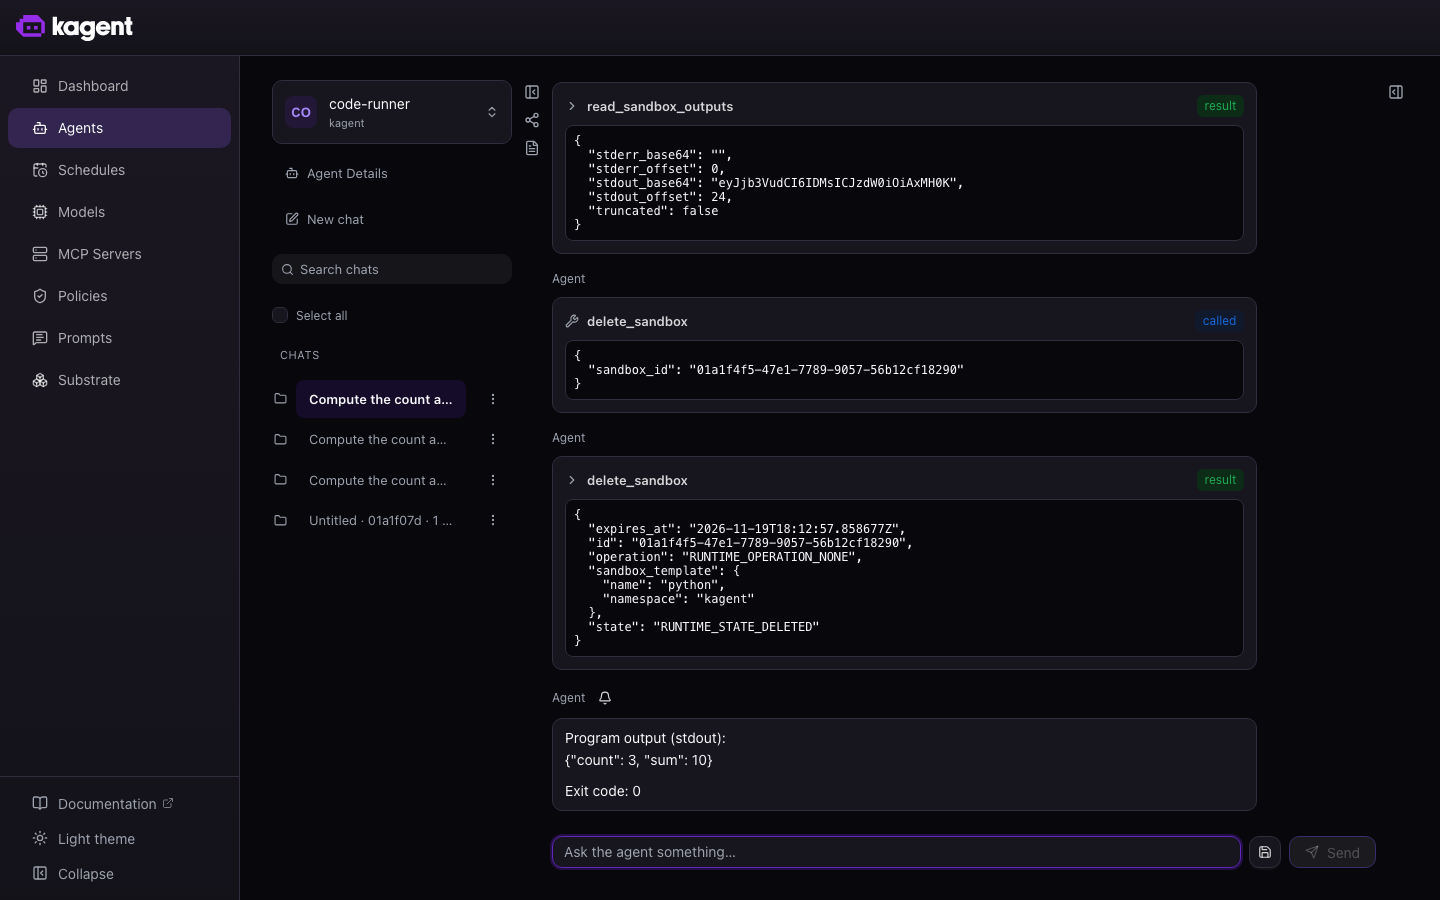 kagent
Dashboard
Agents
Schedules
Models
MCP Servers
Policies
Prompts
Substrate
Documentation
Light theme
Collapse
CO
code-runner
kagent
Agent Details
New chat
Search chats
Select all
CHATS
Compute the count a...
Compute the count a...
Compute the count a...
Untitled · 01a1f07d · 1 ...
read_sandbox_outputs
result
{
  "stderr_base64": "",
  "stderr_offset": 0,
  "stdout_base64": "eyJjb3VudCI6IDMsICJzdW0iOiAxMH0K",
  "stdout_offset": 24,
  "truncated": false
}
Agent
delete_sandbox
called
{
  "sandbox_id": "01a1f4f5-47e1-7789-9057-56b12cf18290"
}
Agent
delete_sandbox
result
{
  "expires_at": "2026-11-19T18:12:57.858677Z",
  "id": "01a1f4f5-47e1-7789-9057-56b12cf18290",
  "operation": "RUNTIME_OPERATION_NONE",
  "sandbox_template": {
    "name": "python",
    "namespace": "kagent"
  },
  "state": "RUNTIME_STATE_DELETED"
}
Agent
Program output (stdout):
{"count": 3, "sum": 10}
Exit code: 0
Ask the agent something...
Send